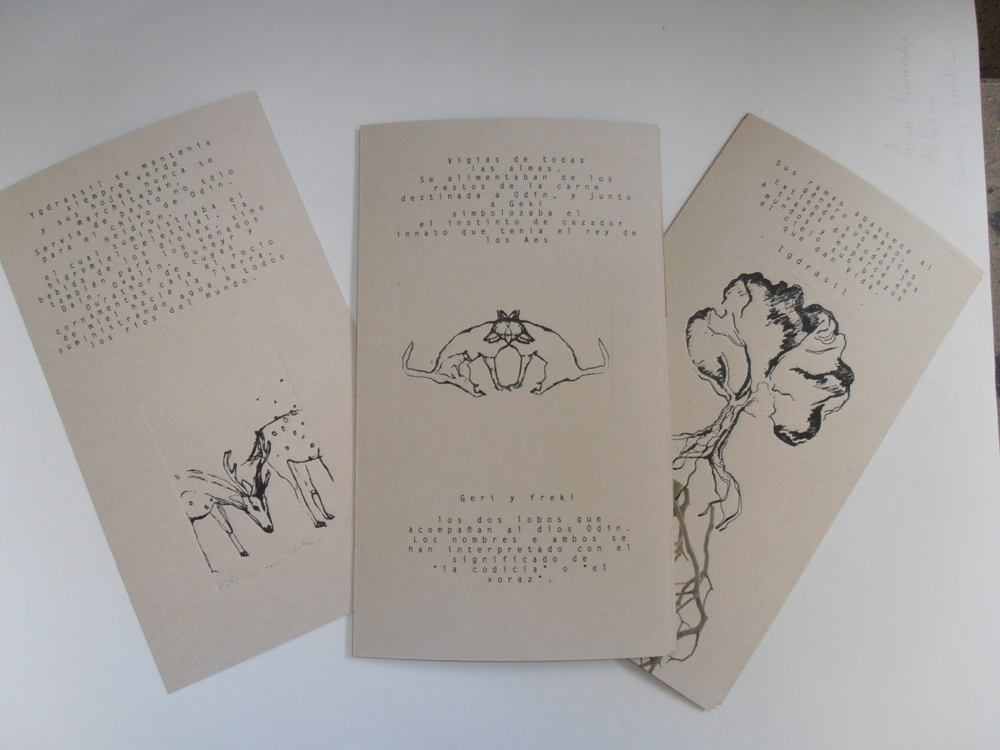 Ygdrassil se mantenía
siempre verde
y sus hojas nunca se
marchitaban.
Servía de pasto no sólo
para el chivo de Odín,
Heidrun,
el cual suministraba el
hidromiel celestial, la
bebida de los dioses, sino
también para los venados
Dain, Dvalin, Duneyr y
Durathor de cuyas
cornamentas caía el rocío
de miel hacia la Tierra,
suministrando agua a todos
los ríos del mundo.
Vigias de todas
las almas.
Se alimentaban de los
restos de la carne
destinada a Odín, y junto
a Geki
simbolozaba el
el instinto de cazador
innato que tenía el rey de
los Aes
Geri y freki
los dos lobos que
acompañan al dios Odín.
Los nombres e ambos se
han interpretado con el
significado de
"la codicia" o "el
voraz".
Sus ramas abastece al
género humano,
Igdrasil